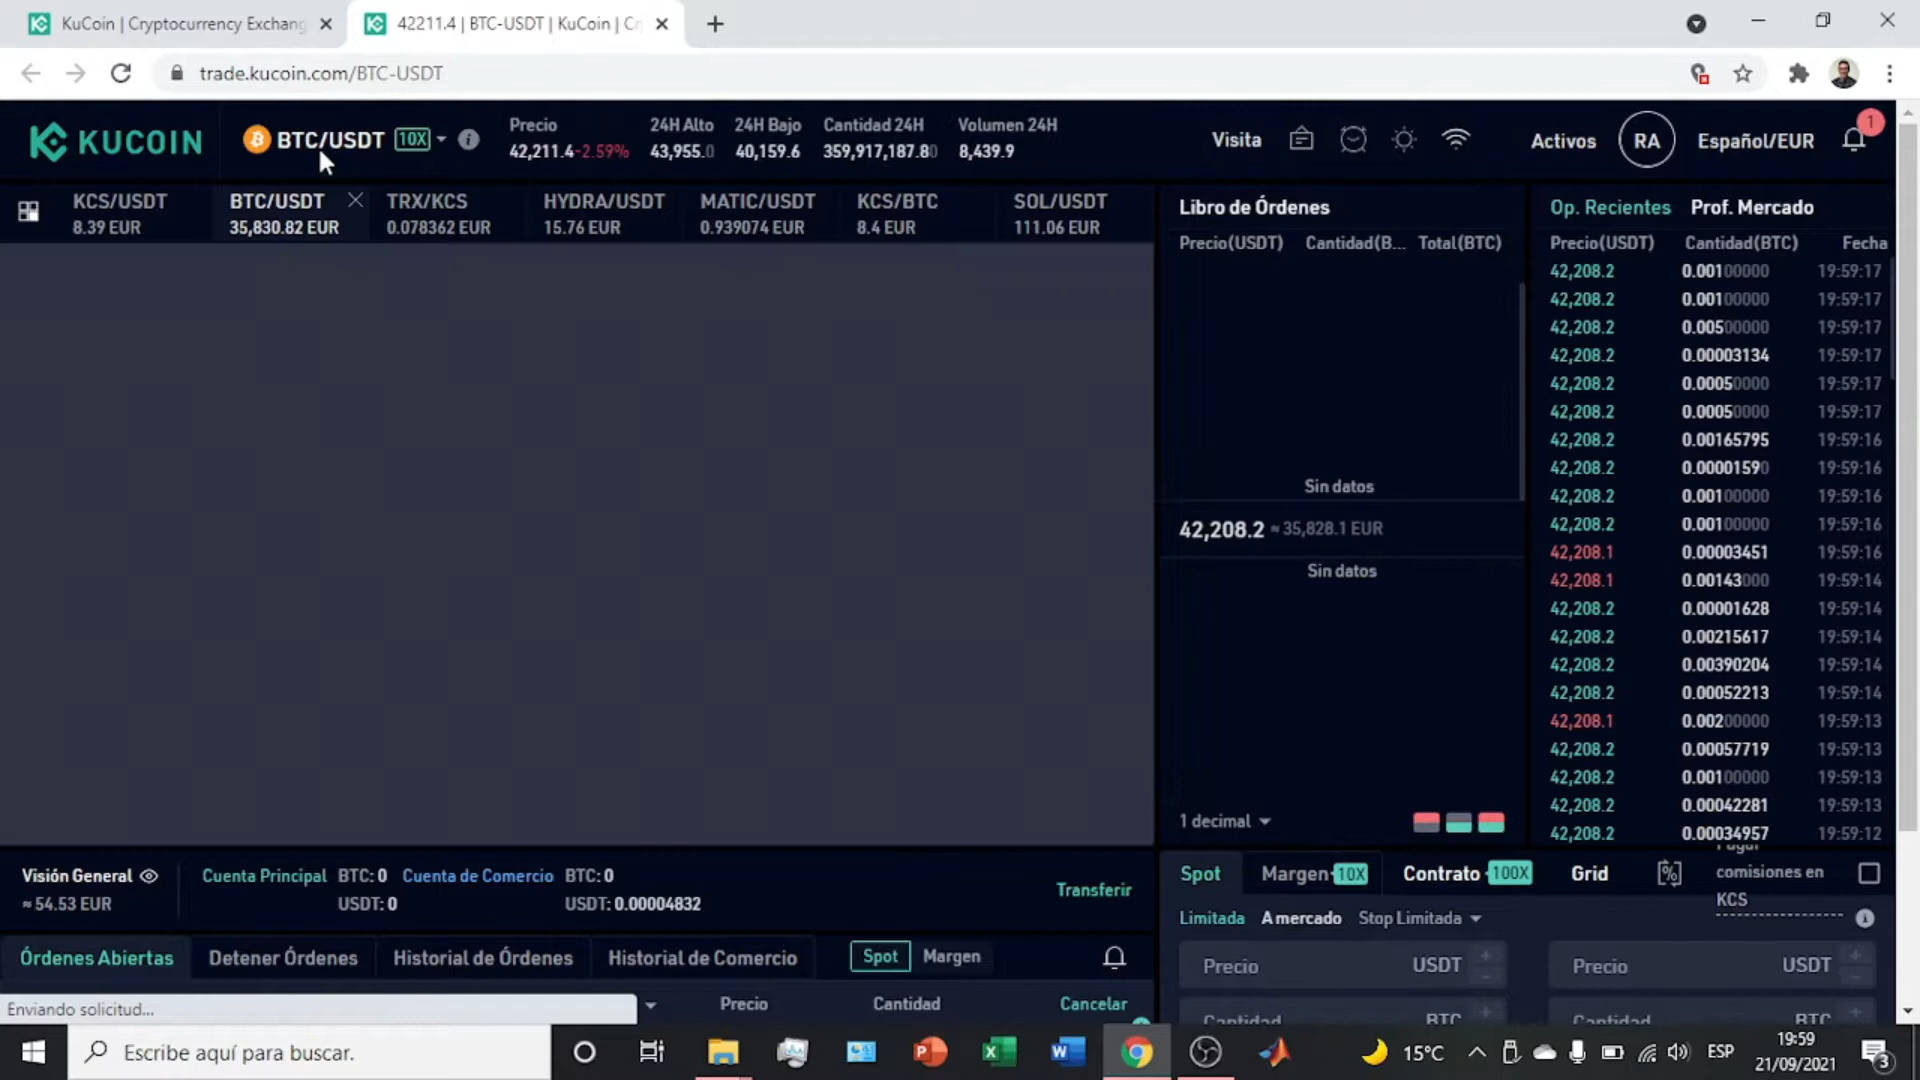 KuCoin | Cryptocurrency Exchang
42211.4 | BTC-USDT | KuCoin | Cr
trade.kucoin.com/BTC-USDT
KUCOIN
BTC/USDT 10X
Precio
42,211.4 -2.59%
24H Alto
43,955.0
24H Bajo
40,159.6
Cantidad 24H
359,917,187.80
Volumen 24H
8,439.9
Visita
Activos
RA
Español/EUR
1
KCS/USDT
8.39 EUR
BTC/USDT
35,830.82 EUR
TRX/KCS
0.078362 EUR
HYDRA/USDT
15.76 EUR
MATIC/USDT
0.939074 EUR
KCS/BTC
8.4 EUR
SOL/USDT
111.06 EUR
Libro de Órdenes
Precio(USDT) Cantidad(B... Total(BTC)
Sin datos
42,208.2 ≈ 35,828.1 EUR
Sin datos
1 decimal
Op. Recientes Prof. Mercado
Precio(USDT) Cantidad(BTC) Fecha
42,208.2 0.00100000 19:59:17
42,208.2 0.00100000 19:59:17
42,208.2 0.00500000 19:59:17
42,208.2 0.00003134 19:59:17
42,208.2 0.00050000 19:59:17
42,208.2 0.00050000 19:59:17
42,208.2 0.00165795 19:59:16
42,208.2 0.00001590 19:59:16
42,208.2 0.00100000 19:59:16
42,208.2 0.00100000 19:59:16
42,208.1 0.00003451 19:59:16
42,208.1 0.00143000 19:59:14
42,208.2 0.00001628 19:59:14
42,208.2 0.00215617 19:59:14
42,208.2 0.00390204 19:59:14
42,208.2 0.00052213 19:59:14
42,208.1 0.00200000 19:59:13
42,208.2 0.00057719 19:59:13
42,208.2 0.00100000 19:59:13
42,208.2 0.00042281 19:59:13
42,208.2 0.00034957 19:59:12
Visión General
≈ 54.53 EUR
Cuenta Principal BTC: 0
USDT: 0
Cuenta de Comercio BTC: 0
USDT: 0.00004832
Transferir
Órdenes Abiertas Detener Órdenes Historial de Órdenes Historial de Comercio Spot Margen
Precio Cantidad Cancelar
Enviando solicitud...
Spot Margen 10X Contrato 100X Grid
Pagar
comisiones en
KCS
Limitada A mercado Stop Limitada
Precio USDT
Precio USDT
Cantidad BTC
Cantidad BTC
Escribe aquí para buscar.
15°C
ESP
19:59
21/09/2021
3